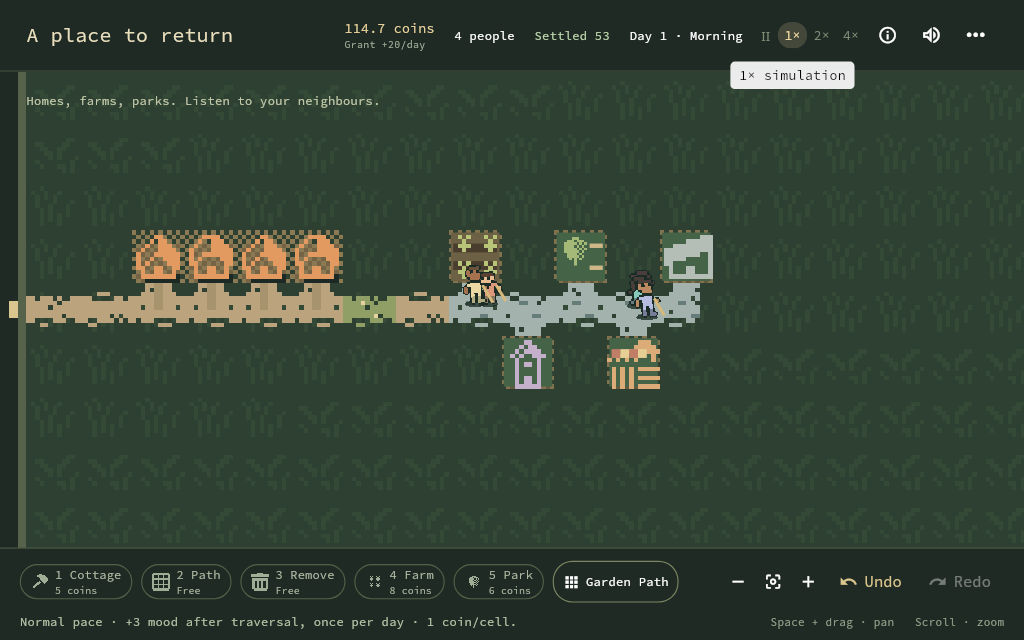 A place to return
114.7 coins
Grant +20/day
4 people
Settled 53
Day 1 · Morning
1×
2×
4×
1× simulation
Homes, farms, parks. Listen to your neighbours.
1 Cottage
5 coins
2 Path
Free
3 Remove
Free
4 Farm
8 coins
5 Park
6 coins
Garden Path
Undo
Redo
Normal pace · +3 mood after traversal, once per day · 1 coin/cell.
Space + drag · pan
Scroll · zoom